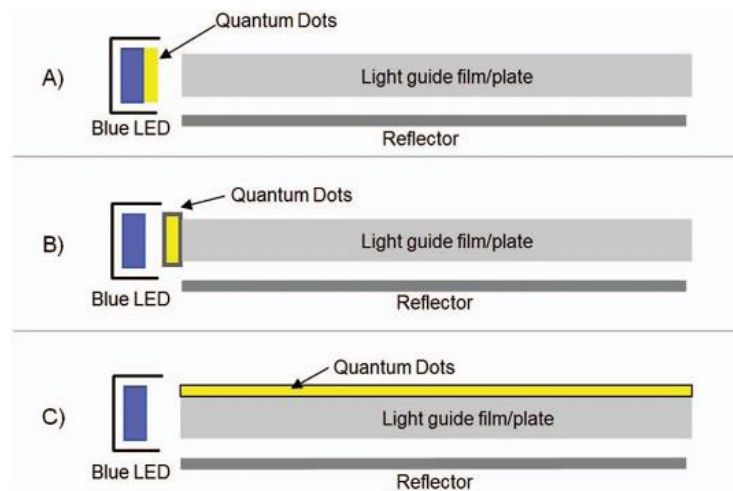 Quantum Dots
A)
Light guide film/plate
Blue LED
Reflector
Quantum Dots
B)
Light guide film/plate
Blue LED
Reflector
Quantum Dots
C)
Light guide film/plate
Blue LED
Reflector